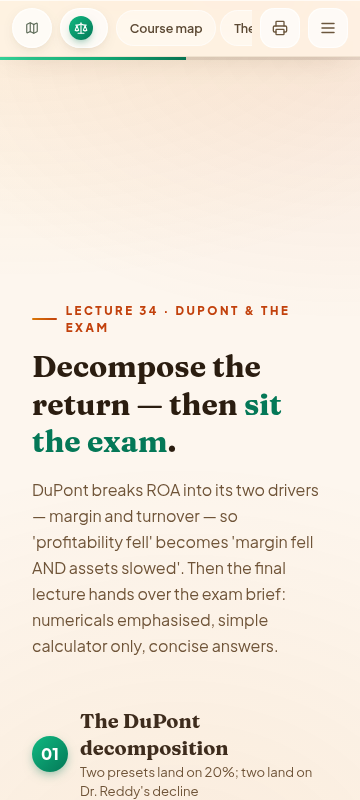 Course map
The
LECTURE 34 · DUPONT & THE
EXAM
Decompose the
return — then sit
the exam.
DuPont breaks ROA into its two drivers
— margin and turnover — so
'profitability fell' becomes 'margin fell
AND assets slowed'. Then the final
lecture hands over the exam brief:
numericals emphasised, simple
calculator only, concise answers.
01
The DuPont
decomposition
Two presets land on 20%; two land on
Dr. Reddy's decline